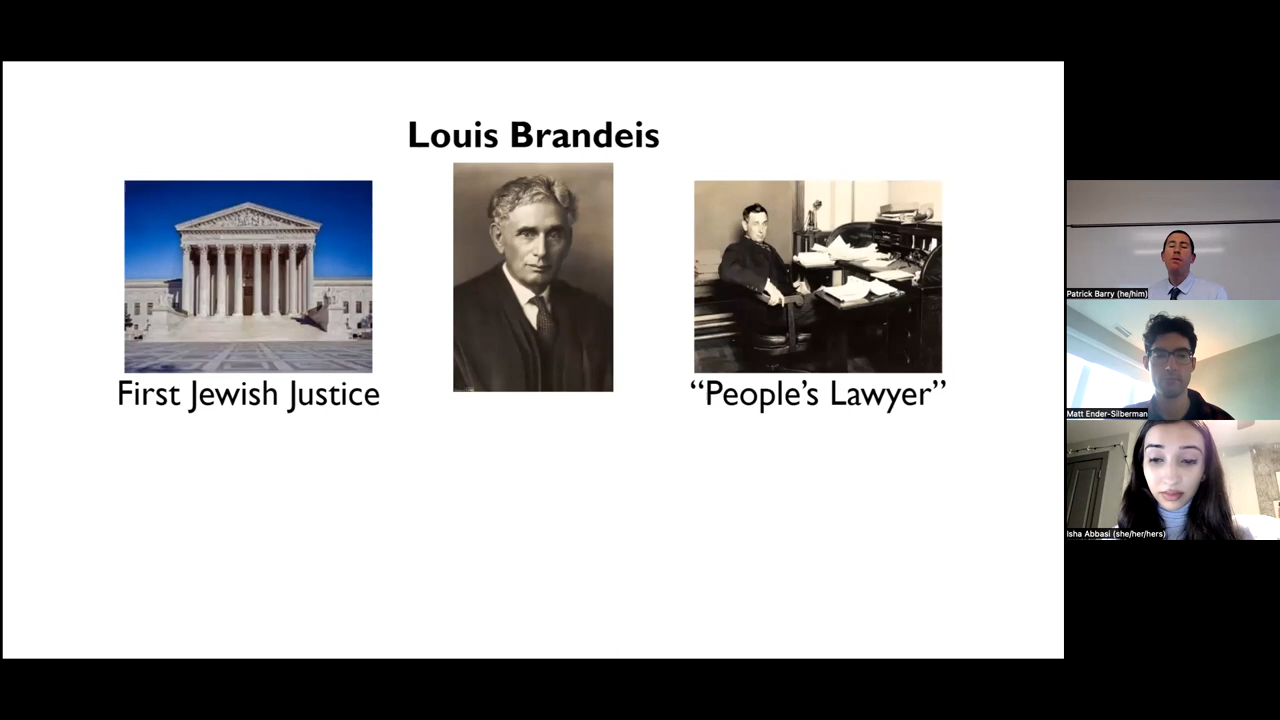 Louis Brandeis
First Jewish Justice
“People’s Lawyer”
Patrick Barry (he/him)
Matt Ender-Silberman
Isha Abbasi (she/her/hers)